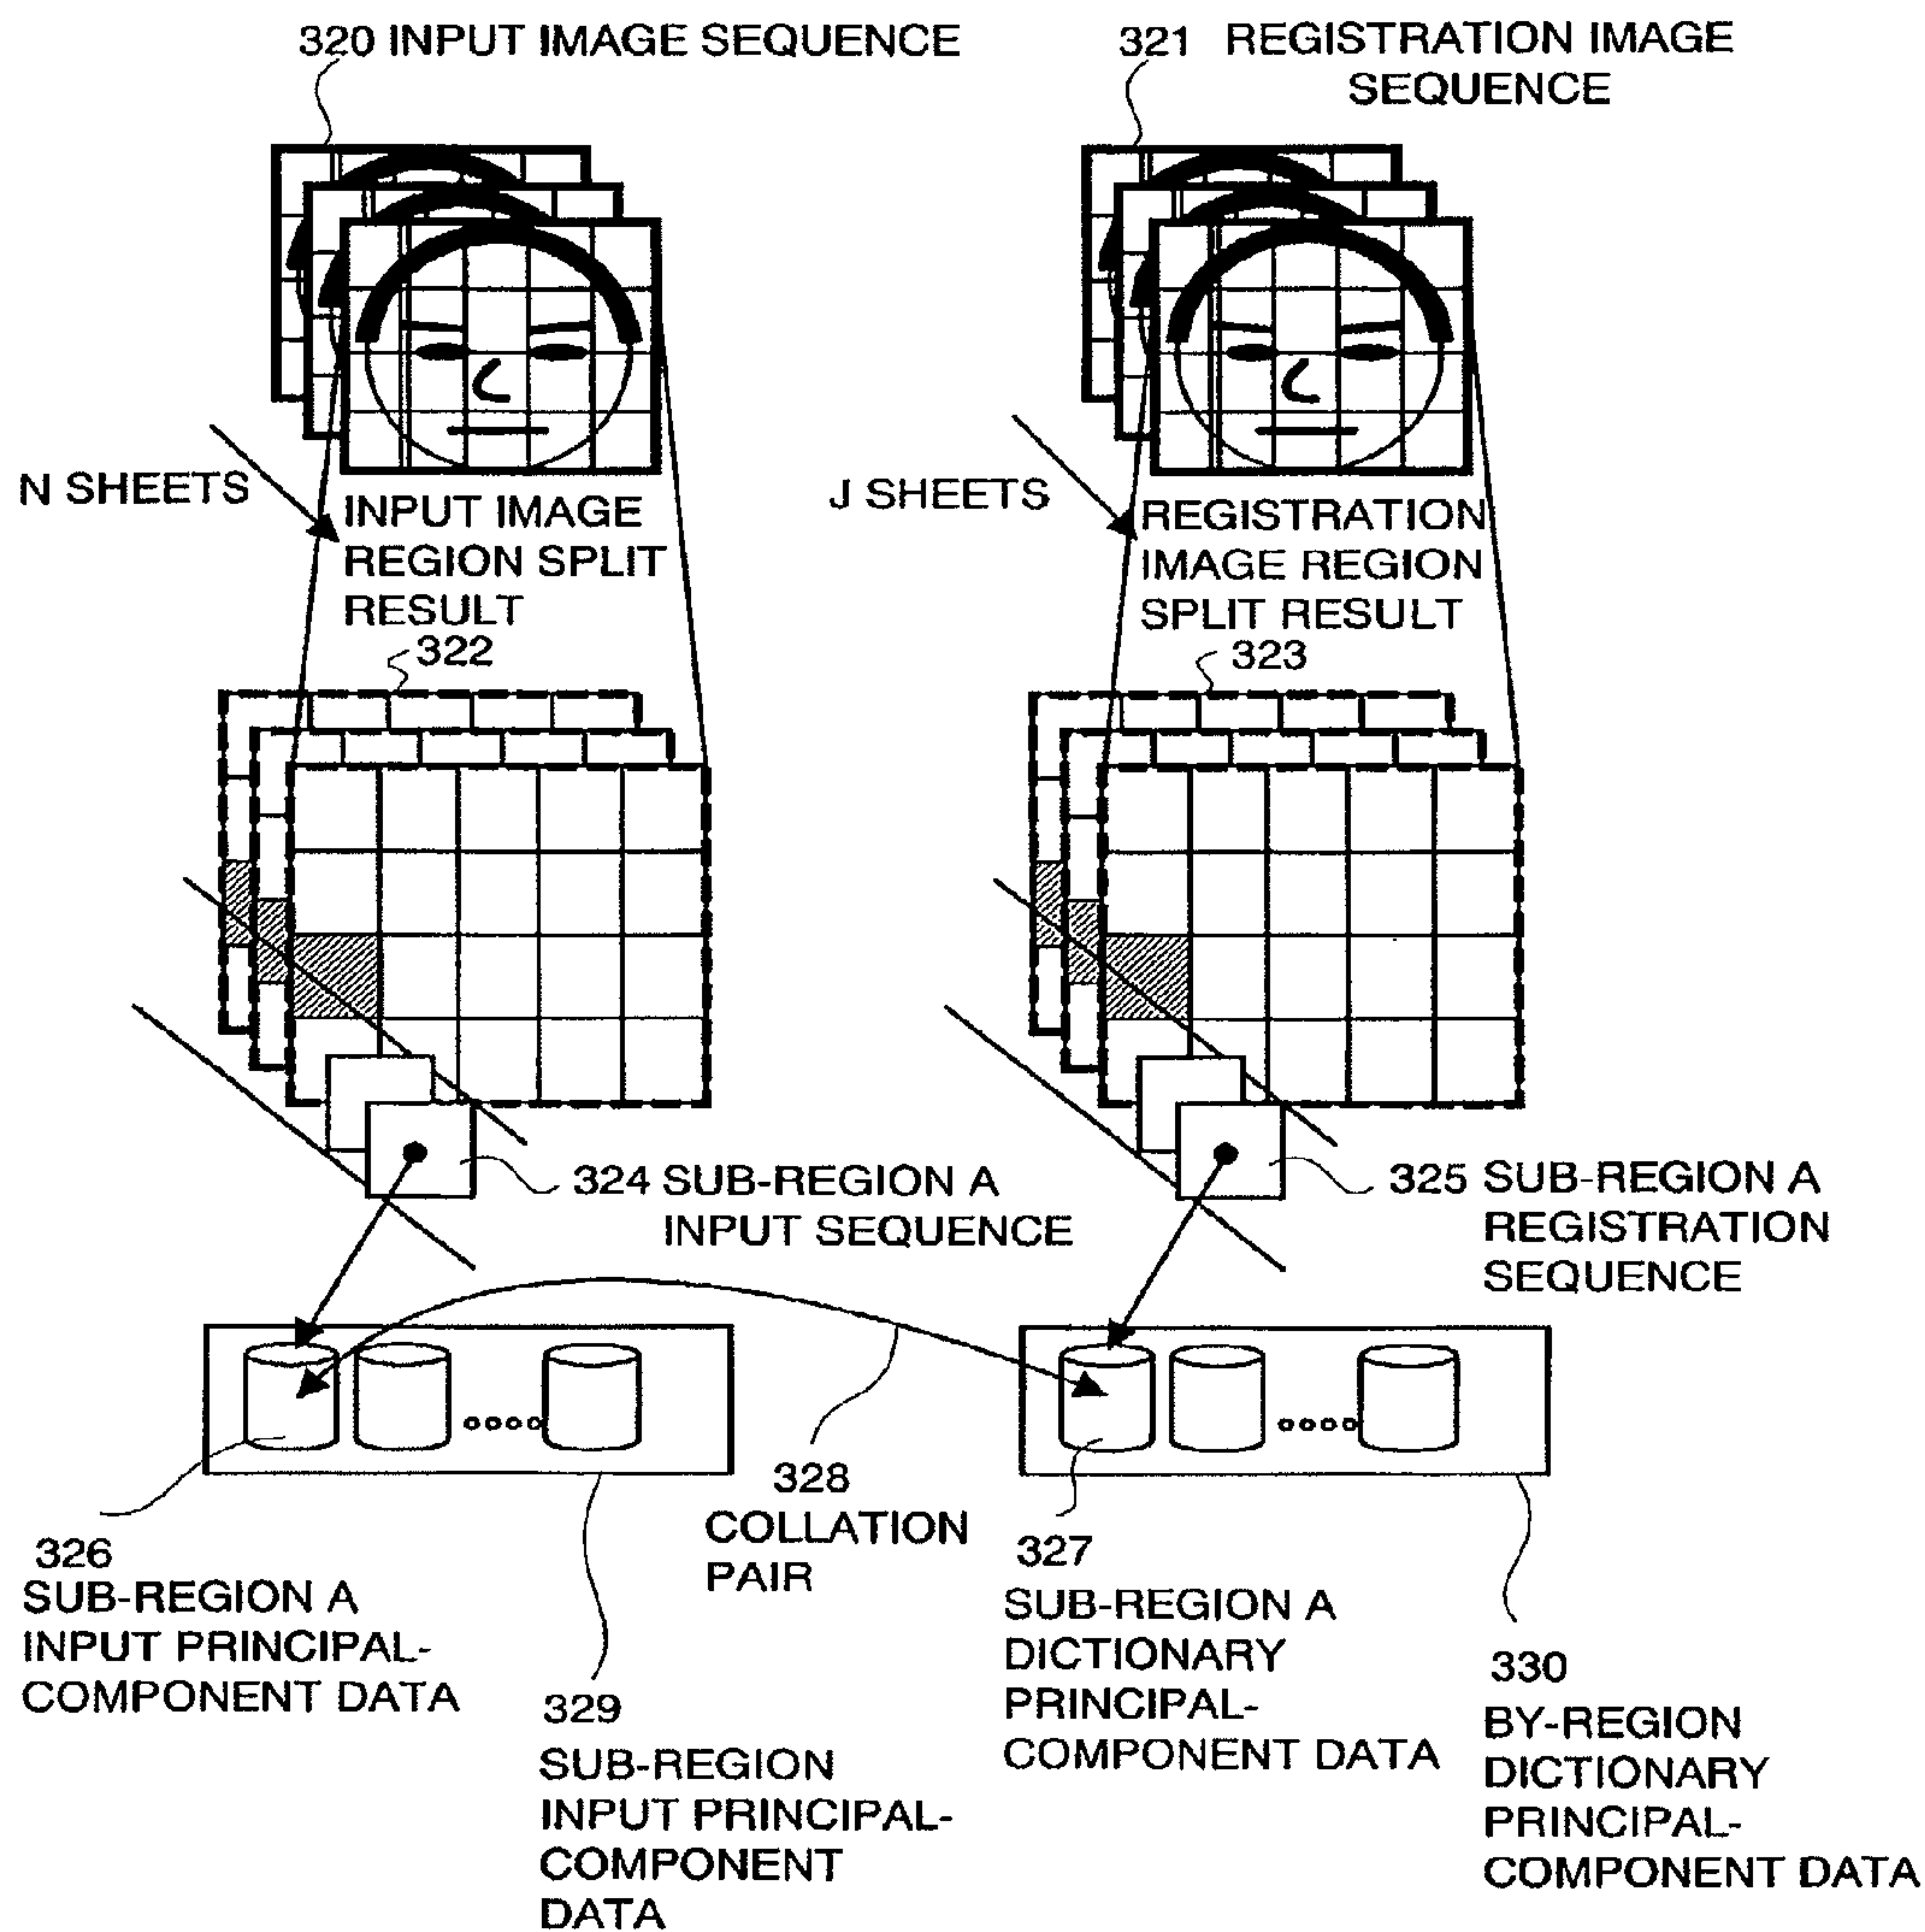 320 INPUT IMAGE SEQUENCE
321 REGISTRATION IMAGE
SEQUENCE
N SHEETS
INPUT IMAGE
REGION SPLIT
RESULT
322
J SHEETS
REGISTRATION
IMAGE REGION
SPLIT RESULT
323
324 SUB-REGION A
INPUT SEQUENCE
325 SUB-REGION A
REGISTRATION
SEQUENCE
326
SUB-REGION A
INPUT PRINCIPAL-
COMPONENT DATA
329
SUB-REGION
INPUT PRINCIPAL-
COMPONENT
DATA
328
COLLATION
PAIR
327
SUB-REGION A
DICTIONARY
PRINCIPAL-
COMPONENT DATA
330
BY-REGION
DICTIONARY
PRINCIPAL-
COMPONENT DATA